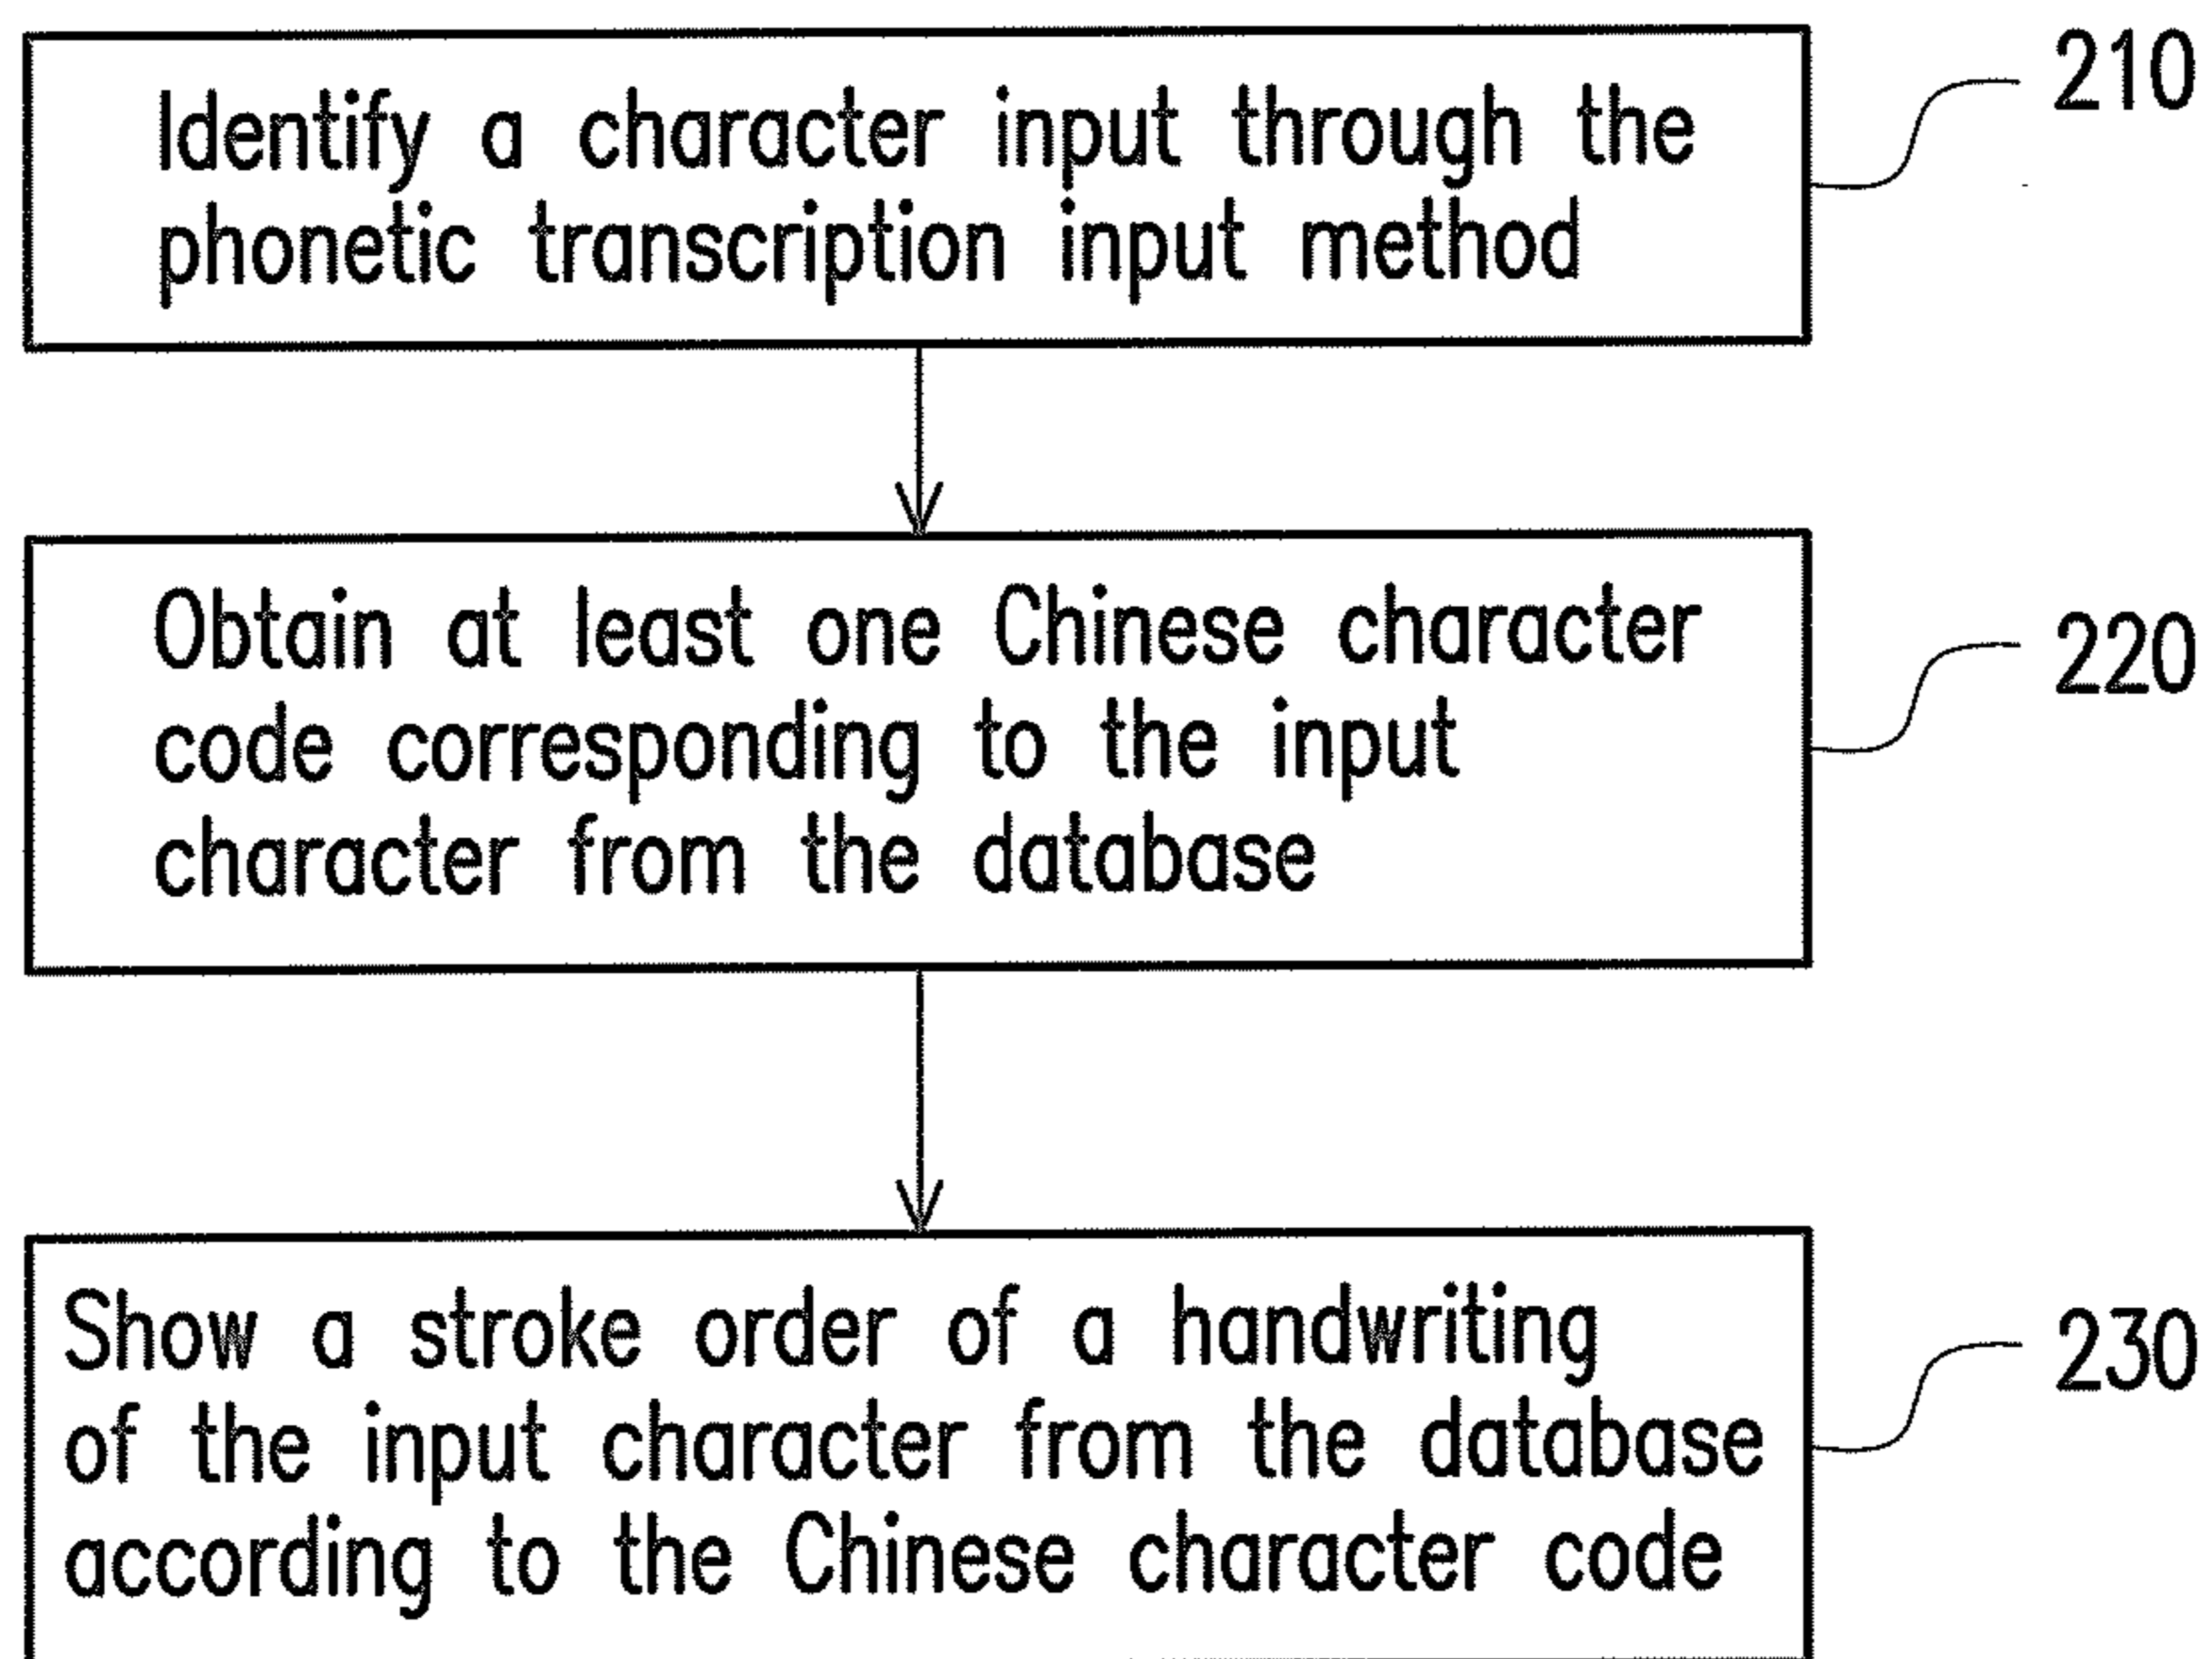 Identify a character input through the
phonetic transcription input method
210
Obtain at least one Chinese character
code corresponding to the input
character from the database
220
Show a stroke order of a handwriting
of the input character from the database
according to the Chinese character code
230